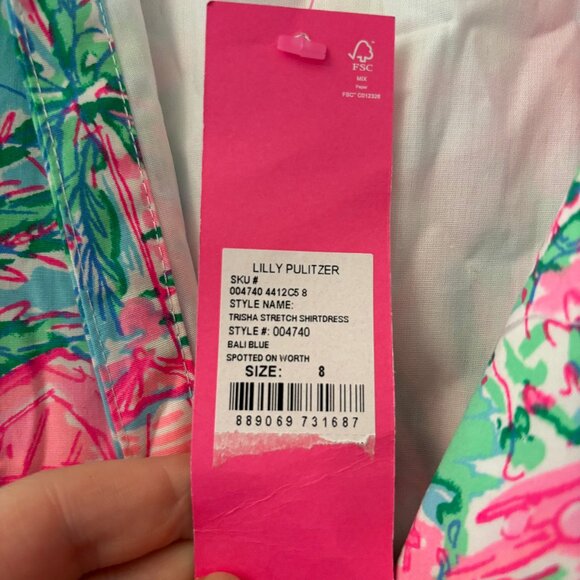 FSC
MIX
Paper
FSC® C012326
LILLY PULITZER
SKU #
004740 4412C5 8
STYLE NAME:
TRISHA STRETCH SHIRTDRESS
STYLE #: 004740
BALI BLUE
SPOTTED ON WORTH
SIZE: 8
889069 731687